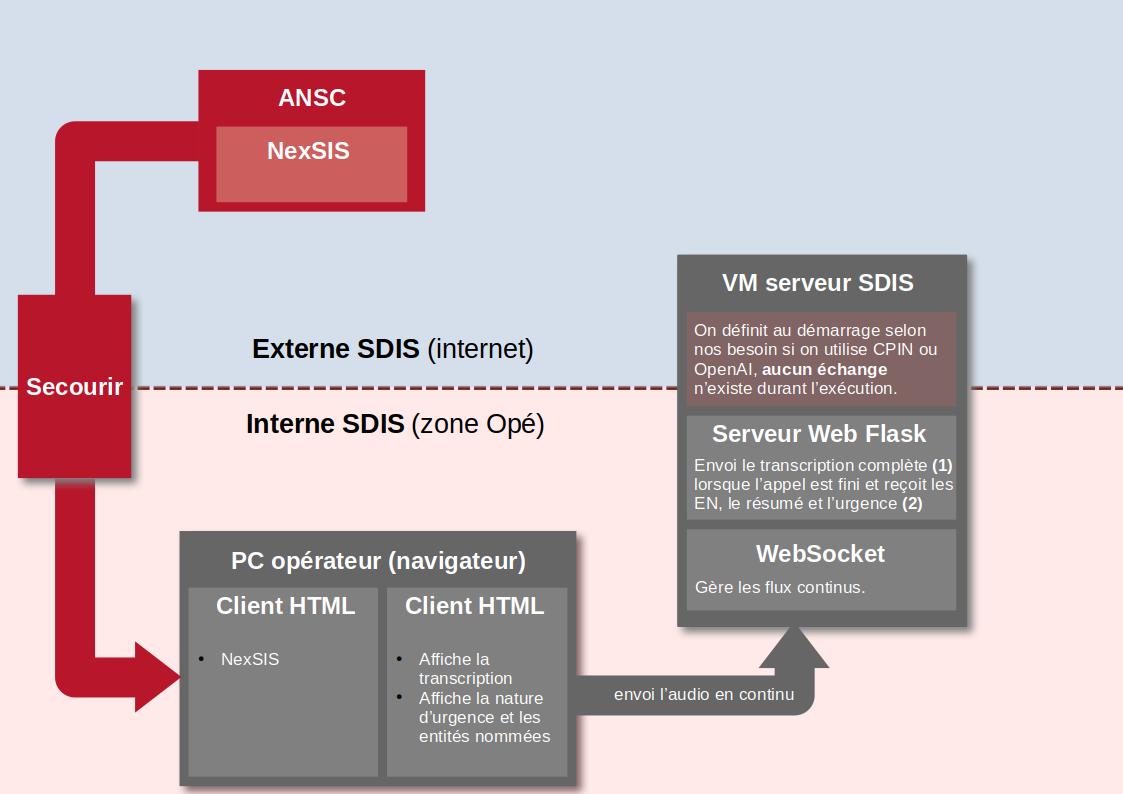 ANSC
NexSIS
Secourir
Externe SDIS (internet)
Interne SDIS (zone Opé)
VM serveur SDIS
On définit au démarrage selon
nos besoin si on utilise CPIN ou
OpenAI, aucun échange
n’existe durant l’exécution.
Serveur Web Flask
Envoi le transcription complète (1)
lorsque l’appel est fini et reçoit les
EN, le résumé et l’urgence (2)
WebSocket
Gère les flux continus.
PC opérateur (navigateur)
Client HTML
• NexSIS
Client HTML
• Affiche la
transcription
• Affiche la nature
d’urgence et les
entités nommées
envoi l’audio en continu